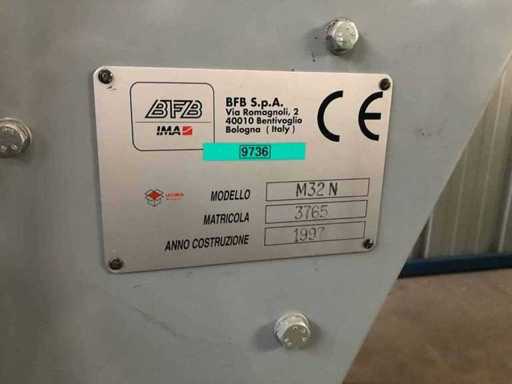 BFB
IMA
BFB S.p.A.
Via Romagnoli, 2
40010 Bentivoglio
Bologna ( Italy )
CE
9736
MODELLO M32 N
MATRICOLA 3765
ANNO COSTRUZIONE 1997